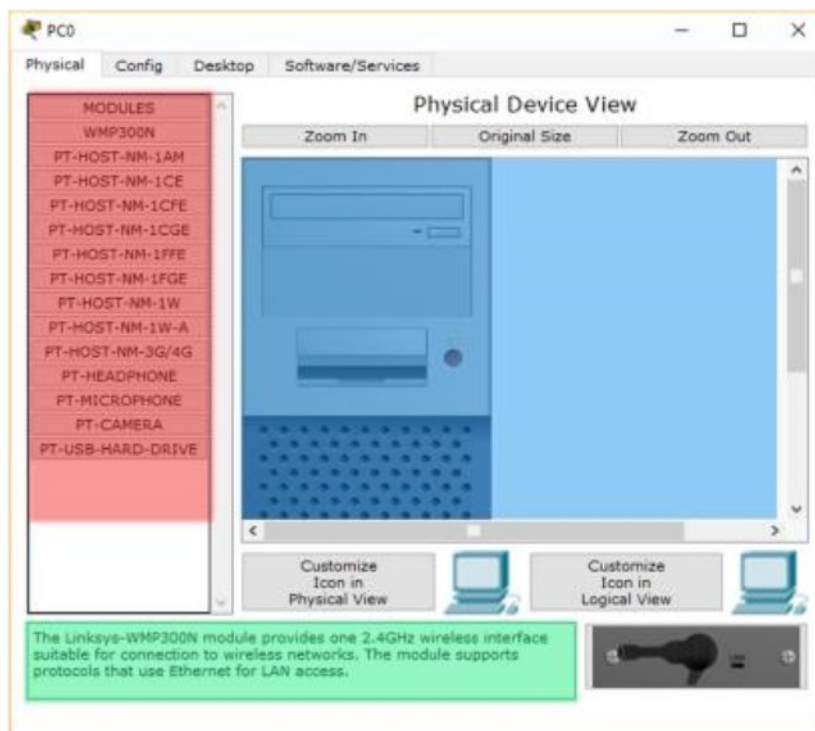 PC0
Physical Config Desktop Software/Services
MODULES
WMP300N
PT-HOST-NM-1AM
PT-HOST-NM-1CE
PT-HOST-NM-1CFE
PT-HOST-NM-1CGE
PT-HOST-NM-1FFE
PT-HOST-NM-1FGE
PT-HOST-NM-1W
PT-HOST-NM-1W-A
PT-HOST-NM-3G/4G
PT-HEADPHONE
PT-MICROPHONE
PT-CAMERA
PT-USB-HARD-DRIVE
Physical Device View
Zoom In Original Size Zoom Out
Customize
Icon in
Physical View
Customize
Icon in
Logical View
The Linksys-WMP300N module provides one 2.4GHz wireless interface
suitable for connection to wireless networks. The module supports
protocols that use Ethernet for LAN access.